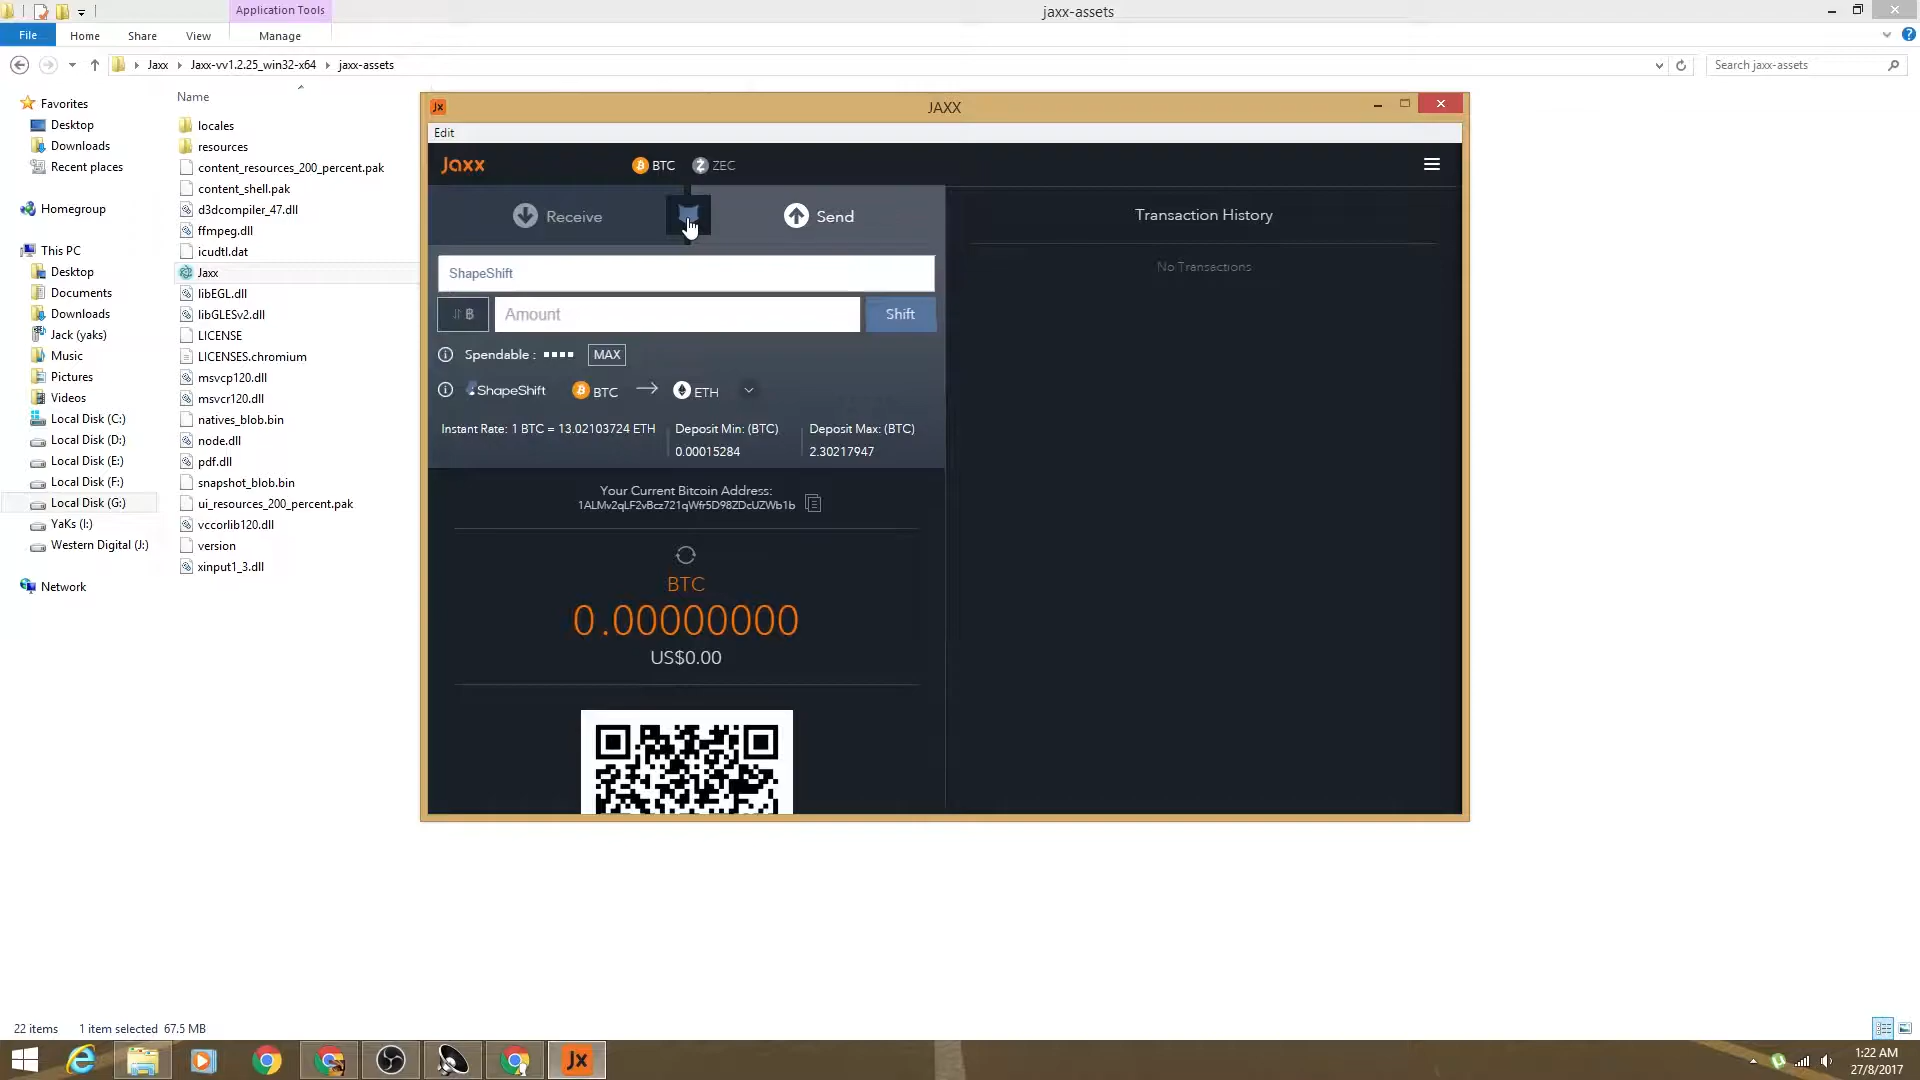 Application Tools
jaxx-assets
File
Home
Share
View
Manage
Jaxx
Jaxx-vv1.2.25_win32-x64
jaxx-assets
Search jaxx-assets
Favorites
Desktop
Downloads
Recent places
Homegroup
This PC
Desktop
Documents
Downloads
Jack (yaks)
Music
Pictures
Videos
Local Disk (C:)
Local Disk (D:)
Local Disk (E:)
Local Disk (F:)
Local Disk (G:)
YaKs (I:)
Western Digital (J:)
Network
Name
locales
resources
content_resources_200_percent.pak
content_shell.pak
d3dcompiler_47.dll
ffmpeg.dll
icudtl.dat
Jaxx
libEGL.dll
libGLESv2.dll
LICENSE
LICENSES.chromium
msvcp120.dll
msvcr120.dll
natives_blob.bin
node.dll
pdf.dll
snapshot_blob.bin
ui_resources_200_percent.pak
vccorlib120.dll
version
xinput1_3.dll
Jx
JAXX
Edit
Jaxx
BTC
ZEC
Receive
Send
ShapeShift
Amount
Shift
Spendable :
MAX
ShapeShift
BTC
ETH
Instant Rate: 1 BTC = 13.02103724 ETH
Deposit Min: (BTC)
0.00015284
Deposit Max: (BTC)
2.30217947
Your Current Bitcoin Address:
1ALMv2qLF2vBcz721qWfr5D98ZDcUZWb1b
BTC
0.00000000
US$0.00
Transaction History
No Transactions
22 items
1 item selected 67.5 MB
Jx
1:22 AM
27/8/2017